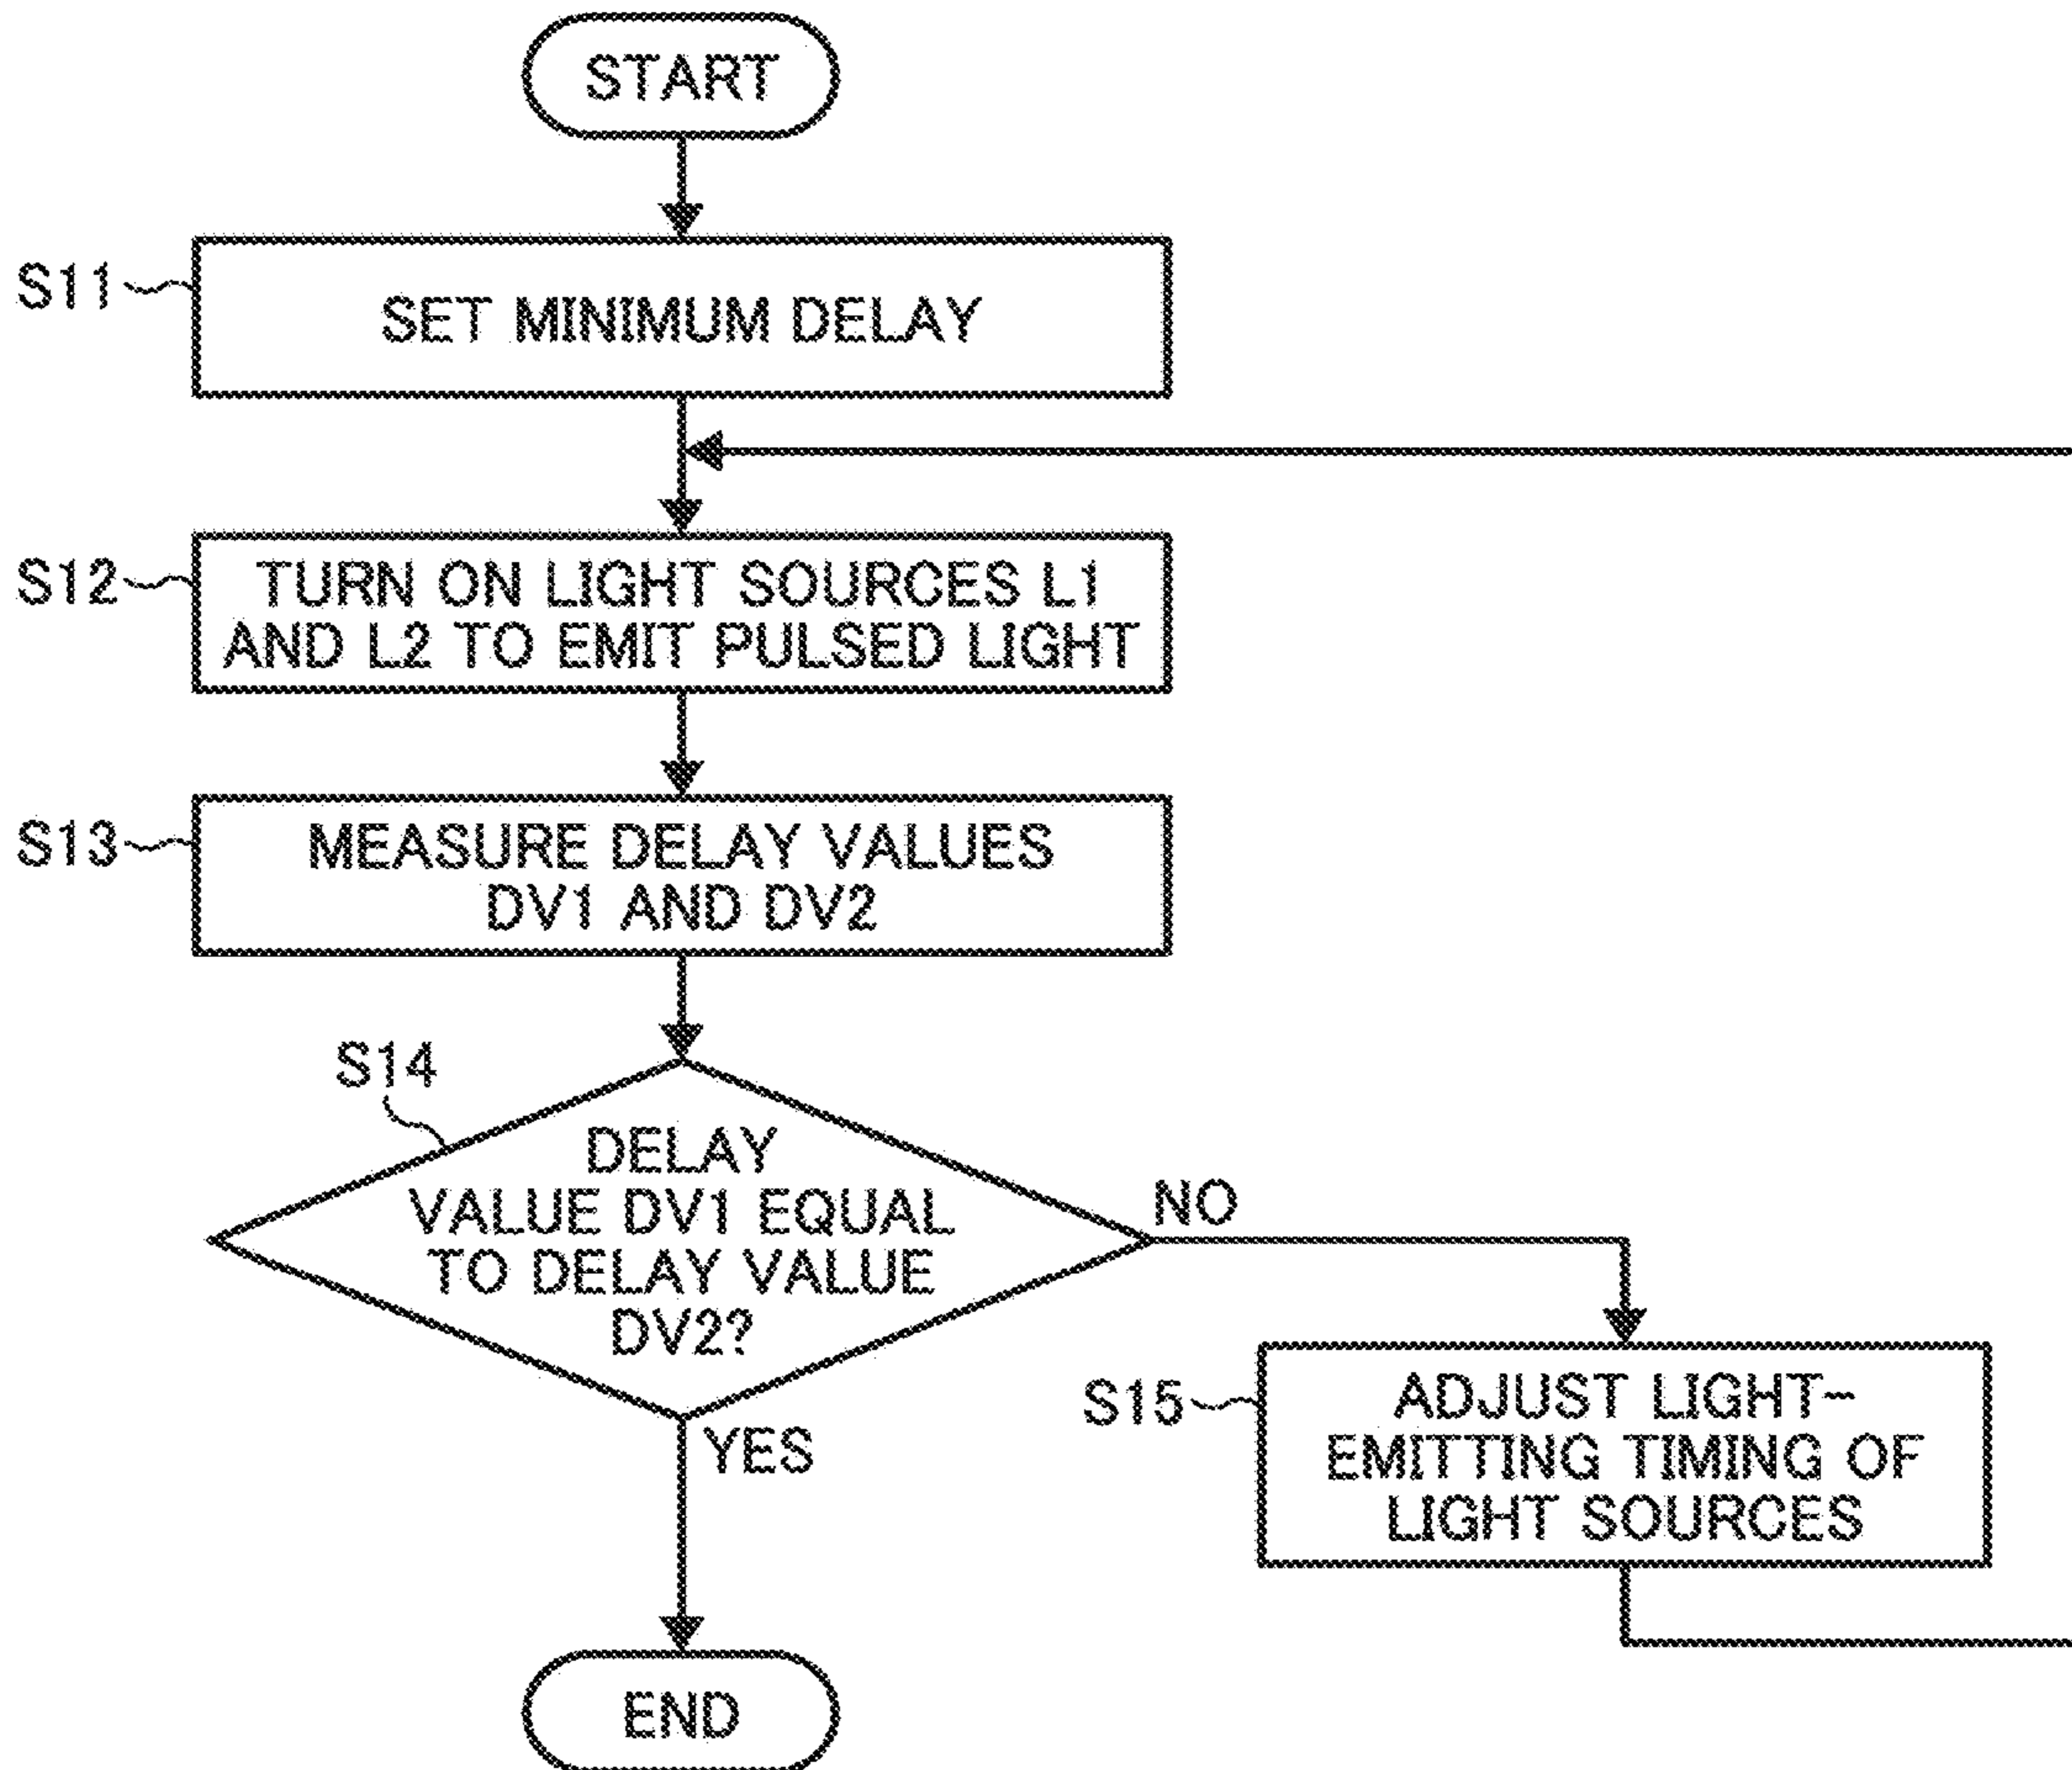 START
S11
SET MINIMUM DELAY
S12
TURN ON LIGHT SOURCES L1
AND L2 TO EMIT PULSED LIGHT
S13
MEASURE DELAY VALUES
DV1 AND DV2
S14
DELAY
VALUE DV1 EQUAL
TO DELAY VALUE
DV2?
NO
YES
S15
ADJUST LIGHT-
EMITTING TIMING OF
LIGHT SOURCES
END